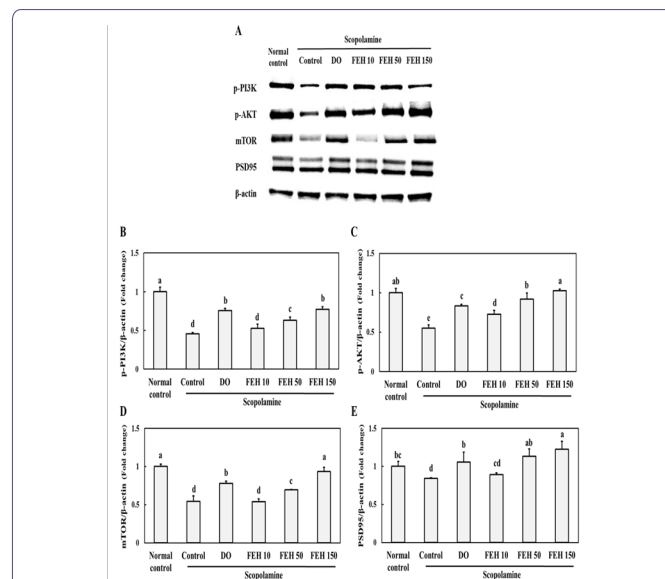 A
Scopolamine
Normal
control
Control DO FEH 10 FEH 50 FEH 150
p-PI3K
p-AKT
mTOR
PSD95
β-actin
B
p-PI3K/β-actin (Fold change)
1.5
1
0.5
0
a
d
b
d
c
b
Normal
control
Control DO FEH 10 FEH 50 FEH 150
Scopolamine
C
p-AKT/β-actin (Fold change)
1.5
1
0.5
0
ab
e
c
d
b
a
Normal
control
Control DO FEH 10 FEH 50 FEH 150
Scopolamine
D
mTOR/β-actin (Fold change)
1.5
1
0.5
0
a
d
b
d
c
a
Normal
control
Control DO FEH 10 FEH 50 FEH 150
Scopolamine
E
PSD95/β-actin (Fold change)
1.5
1
0.5
0
bc
d
b
cd
ab
a
Normal
control
Control DO FEH 10 FEH 50 FEH 150
Scopolamine